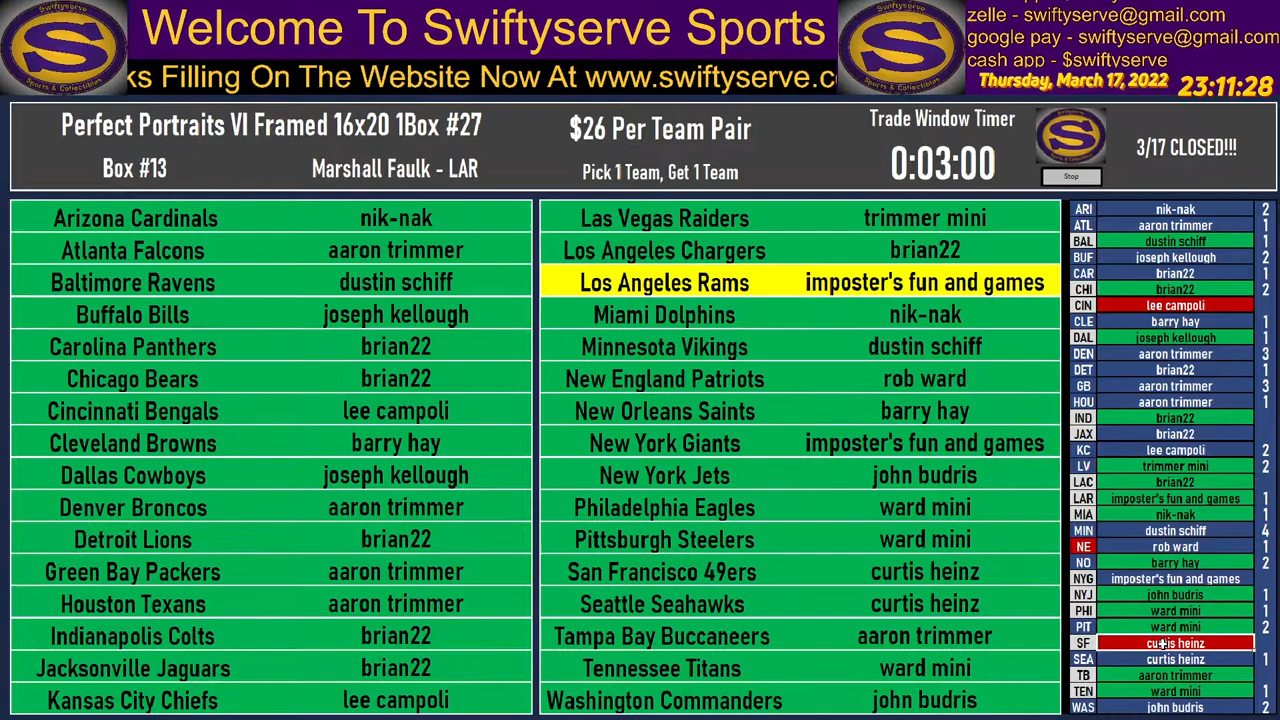 Welcome To Swiftyserve Sports
ks Filling On The Website Now At www.swiftyserve.c
zelle - swiftyserve@gmail.com
google pay - swiftyserve@gmail.com
cash app - $swiftyserve
Thursday, March 17, 2022 23:11:28
Perfect Portraits VI Framed 16x20 1Box #27
Box #13 Marshall Faulk - LAR
$26 Per Team Pair
Pick 1 Team, Get 1 Team
Trade Window Timer
0:03:00
Stop
3/17 CLOSED!!!
Arizona Cardinals nik-nak
Atlanta Falcons aaron trimmer
Baltimore Ravens dustin schiff
Buffalo Bills joseph kellough
Carolina Panthers brian22
Chicago Bears brian22
Cincinnati Bengals lee campoli
Cleveland Browns barry hay
Dallas Cowboys joseph kellough
Denver Broncos aaron trimmer
Detroit Lions brian22
Green Bay Packers aaron trimmer
Houston Texans aaron trimmer
Indianapolis Colts brian22
Jacksonville Jaguars brian22
Kansas City Chiefs lee campoli
Las Vegas Raiders trimmer mini
Los Angeles Chargers brian22
Los Angeles Rams imposter's fun and games
Miami Dolphins nik-nak
Minnesota Vikings dustin schiff
New England Patriots rob ward
New Orleans Saints barry hay
New York Giants imposter's fun and games
New York Jets john budris
Philadelphia Eagles ward mini
Pittsburgh Steelers ward mini
San Francisco 49ers curtis heinz
Seattle Seahawks curtis heinz
Tampa Bay Buccaneers aaron trimmer
Tennessee Titans ward mini
Washington Commanders john budris
ARI nik-nak 2
ATL aaron trimmer 1
BAL dustin schiff 1
BUF joseph kellough 2
CAR brian22 1
CHI brian22 2
CIN lee campoli
CLE barry hay 1
DAL joseph kellough 1
DEN aaron trimmer 3
DET brian22 1
GB aaron trimmer 3
HOU aaron trimmer 1
IND brian22
JAX brian22
KC lee campoli 2
LV trimmer mini 2
LAC brian22
LAR imposter's fun and games 1
MIA nik-nak 1
MIN dustin schiff 4
NE rob ward 1
NO barry hay 2
NYG imposter's fun and games
NYJ john budris 1
PHI ward mini 1
PIT ward mini 2
SF curtis heinz
SEA curtis heinz 1
TB aaron trimmer
TEN ward mini 1
WAS john budris 2